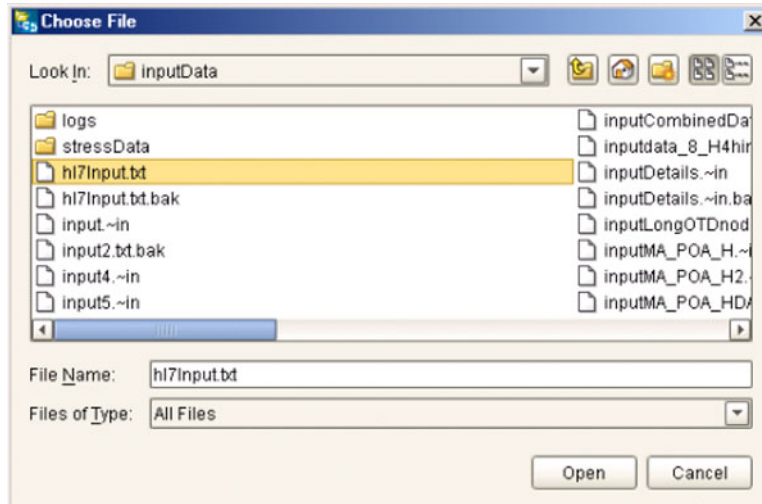 Choose File
Look In: inputData
logs
stressData
hl7Input.txt
hl7Input.txt.bak
input.~in
input2.txt.bak
input4.~in
input5.~in
inputCombinedDa
inputdata_8_H4hin
inputDetails.~in
inputDetails.~in.ba
inputLongOTDnod
inputMA_POA_H.~i
inputMA_POA_H2.~
inputMA_POA_HDA
File Name: hl7Input.txt
Files of Type: All Files
Open Cancel